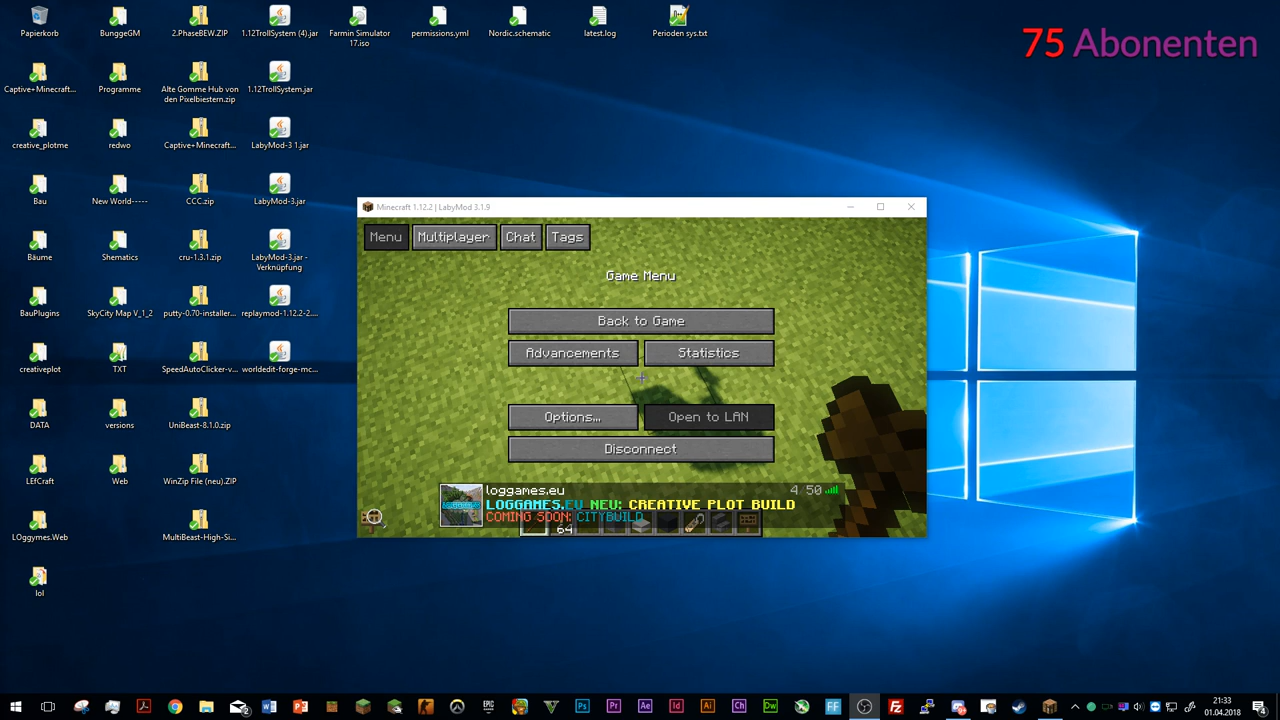 Papierkorb
BunggeGM
2.PhaseBEW.ZIP
1.12TrollSystem (4).jar
Farmin Simulator
17.iso
permissions.yml
Nordic.schematic
latest.log
Perioden sys.txt
75 Abonenten
Captive+Minecraft...
Programme
Alte Gomme Hub von
den Pixelbiestern.zip
1.12TrollSystem.jar
creative_plotme
redwo
Captive+Minecraft...
LabyMod-3 1.jar
Bau
New World-----
CCC.zip
LabyMod-3.jar
Bäume
Shematics
cru-1.3.1.zip
LabyMod-3.jar -
Verknüpfung
BauPlugins
SkyCity Map V_1_2
putty-0.70-installer...
replaymod-1.12.2-2....
creativeplot
TXT
SpeedAutoClicker-v...
worldedit-forge-mc...
DATA
versions
UniBeast-8.1.0.zip
LEfCraft
Web
WinZip File (neu).ZIP
LOggymes.Web
MultiBeast-High-Si...
lol
Minecraft 1.12.2 | LabyMod 3.1.9
Menu
Multiplayer
Chat
Tags
Game Menu
Back to Game
Advancements
Statistics
Options...
Open to LAN
Disconnect
loggames.eu
4/50
LOGGAMES.EU NEU: CREATIVE PLOT BUILD
COMING SOON: CITYBUILD
64
21:33
01.04.2018